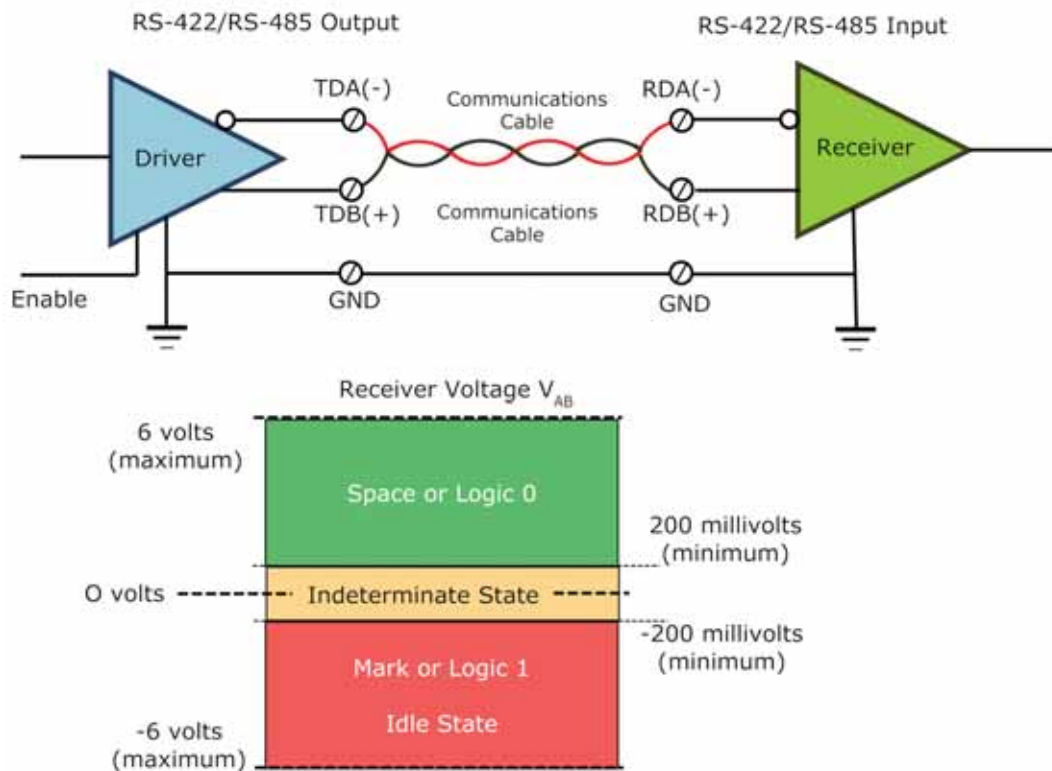 RS-422/RS-485 Output
RS-422/RS-485 Input
TDA(-)
Communications
Cable
RDA(-)
Driver
Receiver
TDB(+)
Communications
Cable
RDB(+)
Enable
GND
GND
Receiver Voltage VAB
6 volts
(maximum)
Space or Logic 0
200 millivolts
(minimum)
O volts
Indeterminate State
-200 millivolts
(minimum)
Mark or Logic 1
Idle State
-6 volts
(maximum)